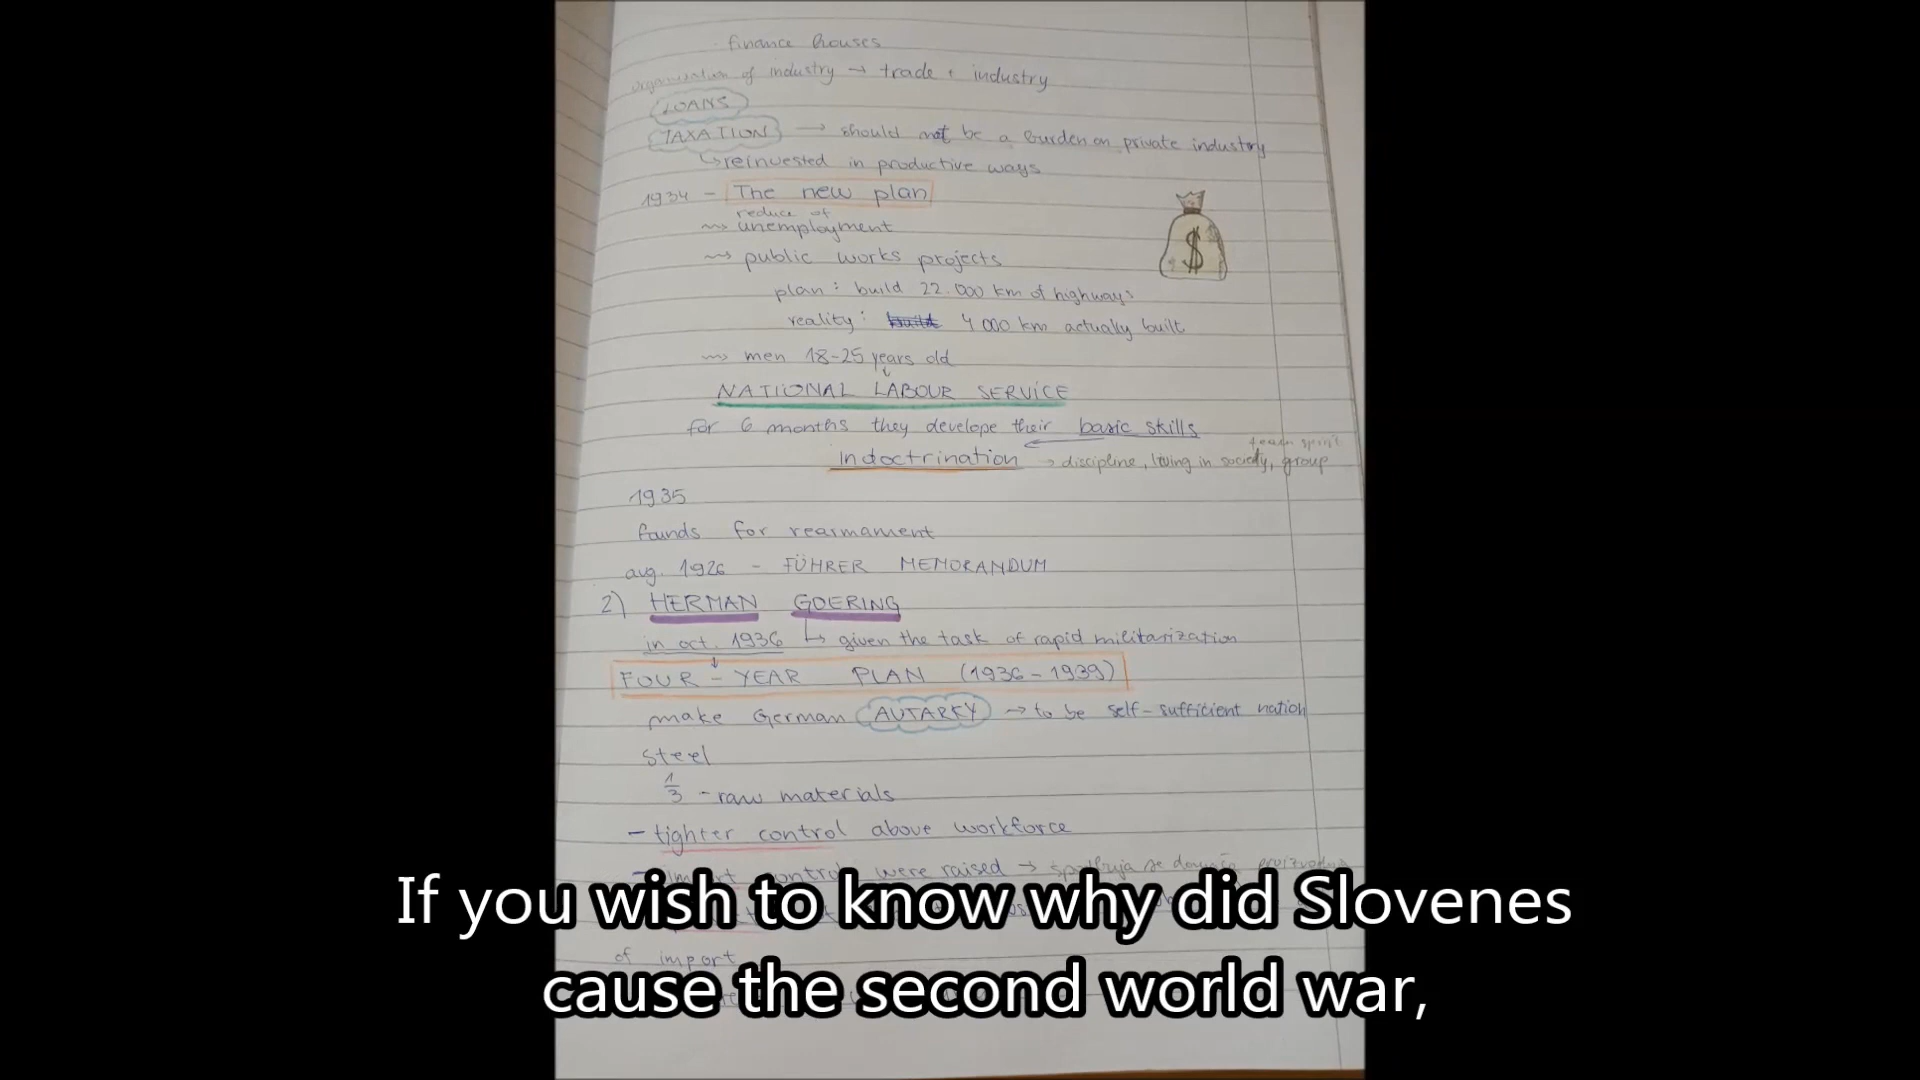 finance houses
organisation of industry → trade + industry
LOANS
TAXATION → should not be a burden on private industry
↳ reinvested in productive ways
1934 - The new plan
reduce of
unemployment
public works projects
plan: build 22.000 km of highways
reality: 4 000 km actually built
men 18-25 years old
NATIONAL LABOUR SERVICE
for 6 months they develope their basic skills
team spirit
Indoctrination → discipline, living in society, group
1935
founds for rearmament
aug. 1926 - FÜHRER MEMORANDUM
2) HERMAN GOERING
in oct. 1936 ↳ given the task of rapid militarization
FOUR-YEAR PLAN (1936-1939)
make German AUTARKY → to be self-sufficient nation
steel
1/3 - raw materials
- tighter control above workforce
- import control were raised →
of import
If you wish to know why did Slovenes
cause the second world war,